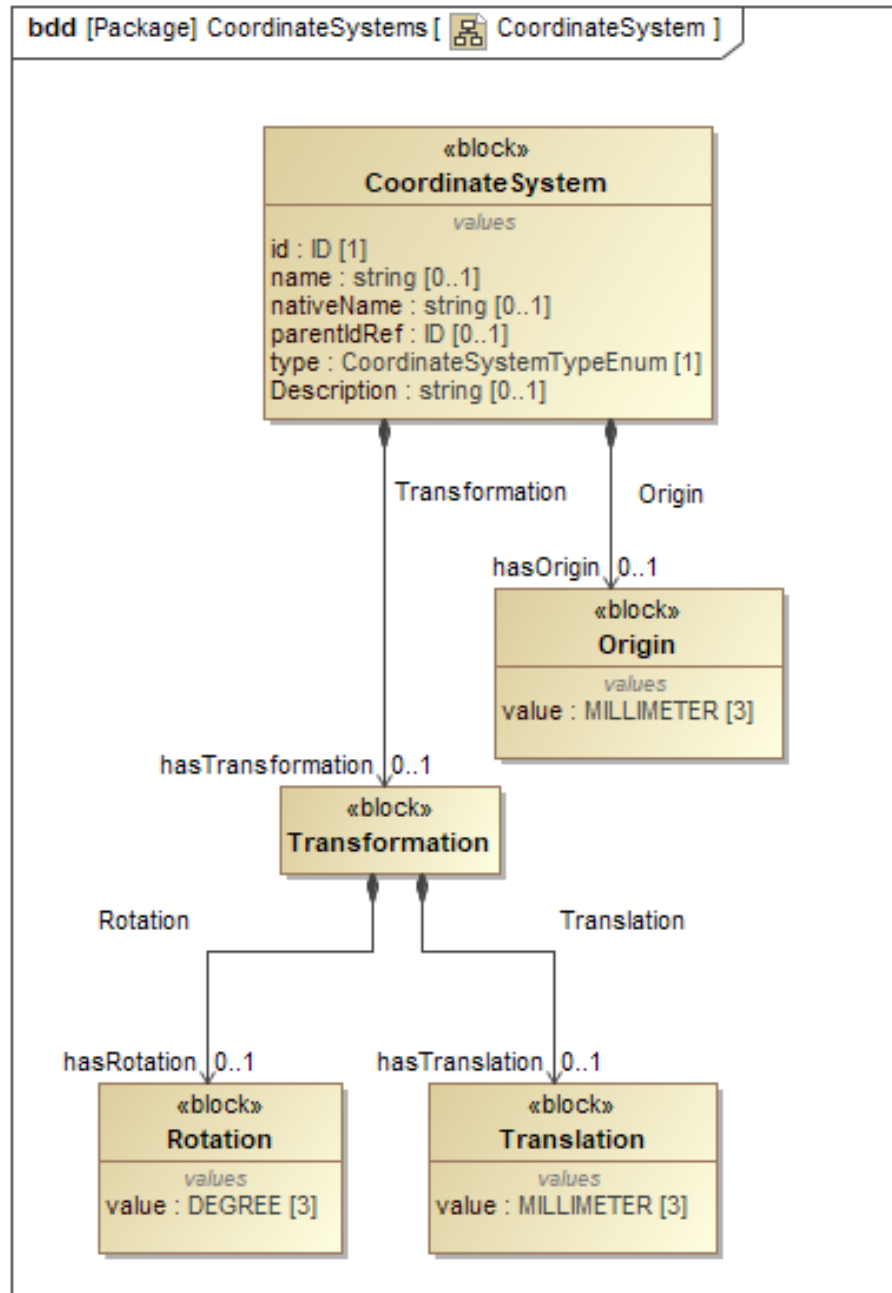 bdd [Package] CoordinateSystems [ CoordinateSystem ]
«block»
CoordinateSystem
values
id : ID [1]
name : string [0..1]
nativeName : string [0..1]
parentIdRef : ID [0..1]
type : CoordinateSystemTypeEnum [1]
Description : string [0..1]
Transformation
Origin
hasOrigin 0..1
«block»
Origin
values
value : MILLIMETER [3]
hasTransformation 0..1
«block»
Transformation
Rotation
Translation
hasRotation 0..1
hasTranslation 0..1
«block»
Rotation
values
value : DEGREE [3]
«block»
Translation
values
value : MILLIMETER [3]